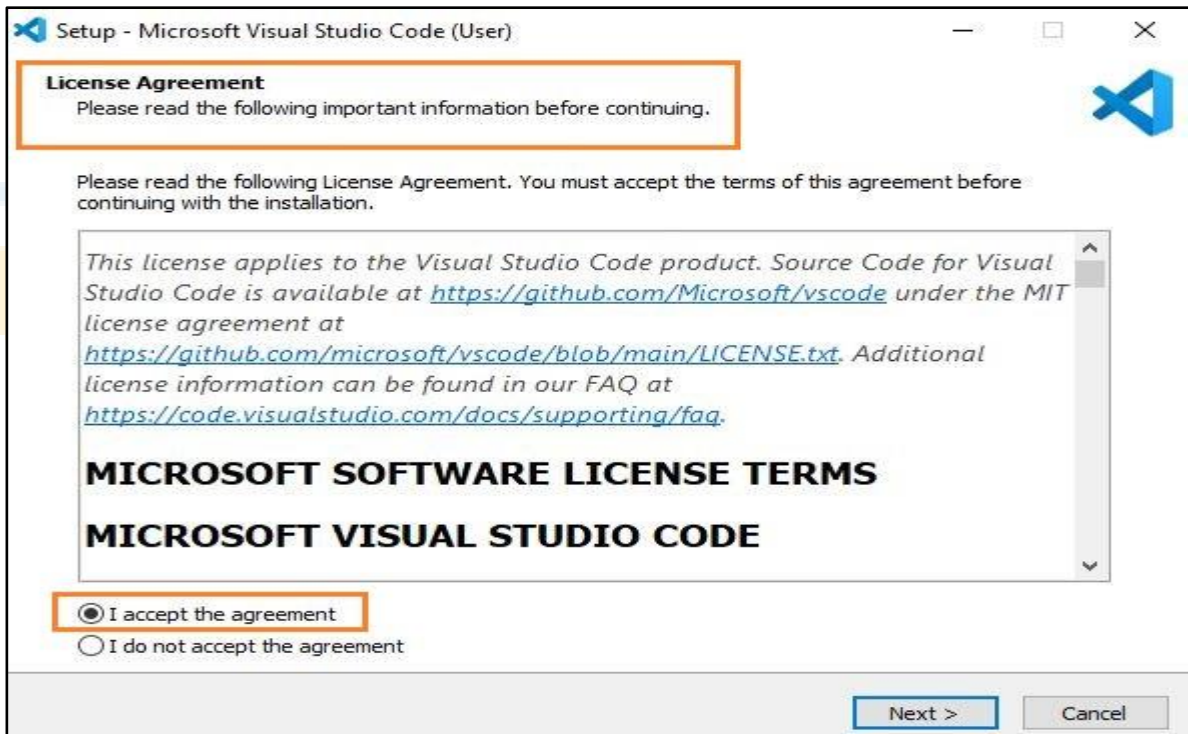 Setup - Microsoft Visual Studio Code (User)
License Agreement
Please read the following important information before continuing.
Please read the following License Agreement. You must accept the terms of this agreement before
continuing with the installation.
This license applies to the Visual Studio Code product. Source Code for Visual
Studio Code is available at https://github.com/Microsoft/vscode under the MIT
license agreement at
https://github.com/microsoft/vscode/blob/main/LICENSE.txt. Additional
license information can be found in our FAQ at
https://code.visualstudio.com/docs/supporting/faq.
MICROSOFT SOFTWARE LICENSE TERMS
MICROSOFT VISUAL STUDIO CODE
I accept the agreement
I do not accept the agreement
Next >
Cancel